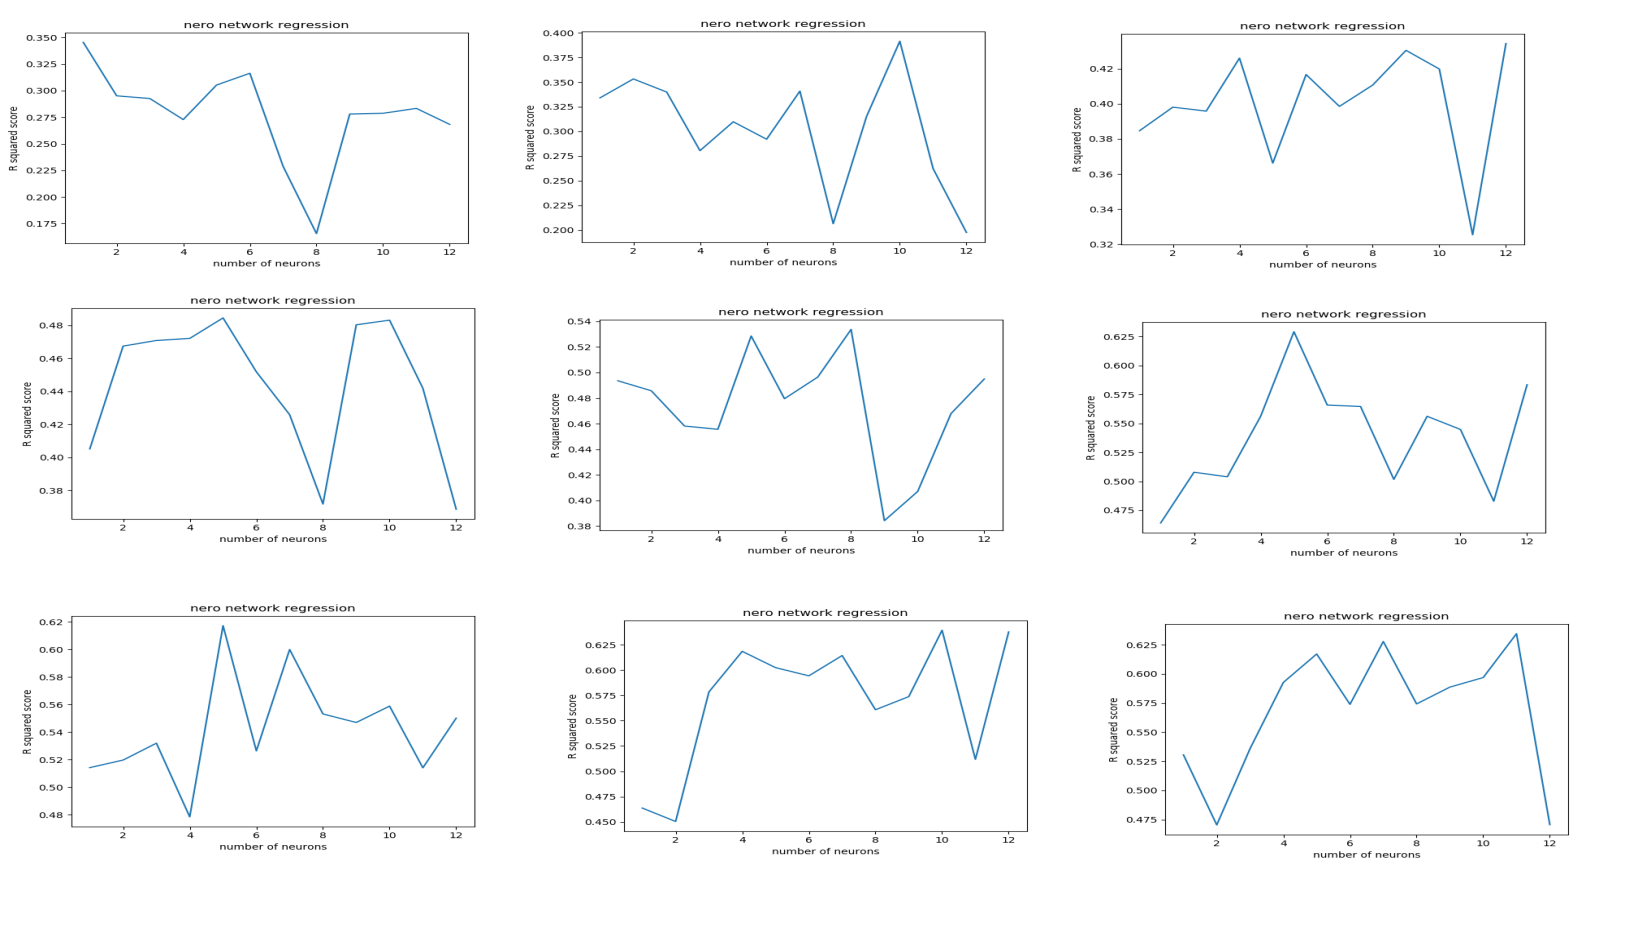 nero network regression
0.350
0.325
0.300
0.275
0.250
0.225
0.200
0.175
R squared score
2 4 6 8 10 12
number of neurons
nero network regression
0.400
0.375
0.350
0.325
0.300
0.275
0.250
0.225
0.200
R squared score
2 4 6 8 10 12
number of neurons
nero network regression
0.42
0.40
0.38
0.36
0.34
0.32
R squared score
2 4 6 8 10 12
number of neurons
nero network regression
0.48
0.46
0.44
0.42
0.40
0.38
R squared score
2 4 6 8 10 12
number of neurons
nero network regression
0.54
0.52
0.50
0.48
0.46
0.44
0.42
0.40
0.38
R squared score
2 4 6 8 10 12
number of neurons
nero network regression
0.625
0.600
0.575
0.550
0.525
0.500
0.475
R squared score
2 4 6 8 10 12
number of neurons
nero network regression
0.62
0.60
0.58
0.56
0.54
0.52
0.50
0.48
R squared score
2 4 6 8 10 12
number of neurons
nero network regression
0.625
0.600
0.575
0.550
0.525
0.500
0.475
0.450
R squared score
2 4 6 8 10 12
number of neurons
nero network regression
0.625
0.600
0.575
0.550
0.525
0.500
0.475
R squared score
2 4 6 8 10 12
number of neurons